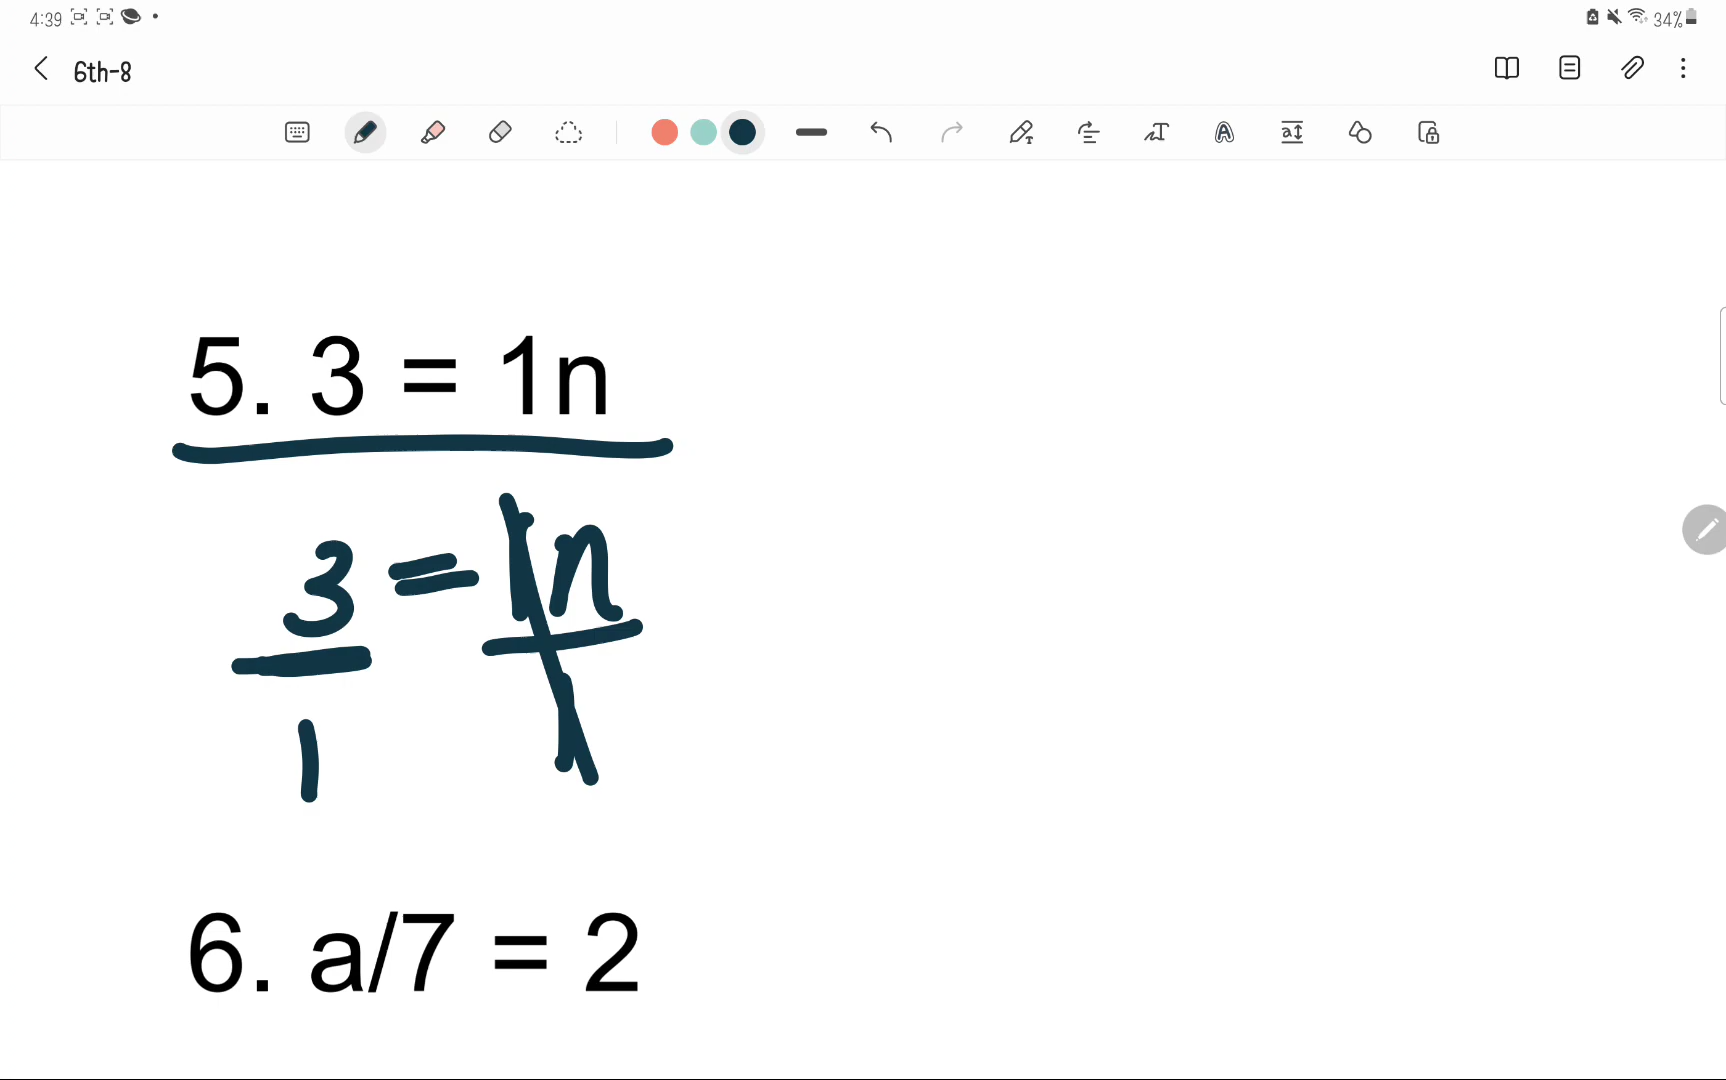 4:39 34%
6th-8
5. 3 = 1n
3 = 1n
1 1
6. a/7 = 2